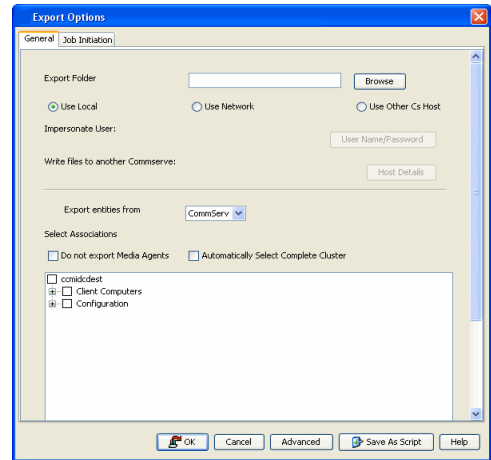 Export Options
General Job Initiation
Export Folder Browse
Use Local Use Network Use Other Cs Host
Impersonate User:
User Name/Password
Write files to another Commserve:
Host Details
Export entities from CommServ
Select Associations
Do not export Media Agents Automatically Select Complete Cluster
ccmidcdest
Client Computers
Configuration
OK Cancel Advanced Save As Script Help